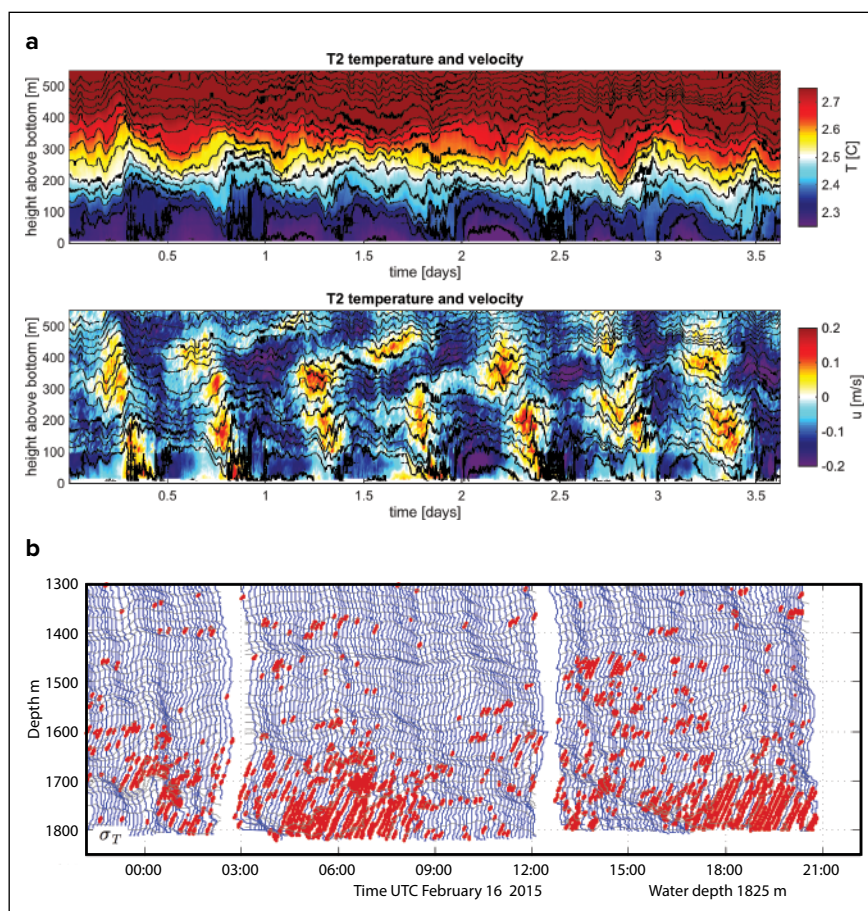 a
T2 temperature and velocity
height above bottom [m]
500
400
300
200
100
0
0.5 1 1.5 2 2.5 3 3.5
time [days]
2.7
2.6
2.5
2.4
2.3
T [C]
T2 temperature and velocity
height above bottom [m]
500
400
300
200
100
0
0.5 1 1.5 2 2.5 3 3.5
time [days]
0.2
0.1
0
-0.1
-0.2
u [m/s]
b
Depth m
1300
1400
1500
1600
1700
1800
σT
00:00 03:00 06:00 09:00 12:00 15:00 18:00 21:00
Time UTC February 16 2015 Water depth 1825 m